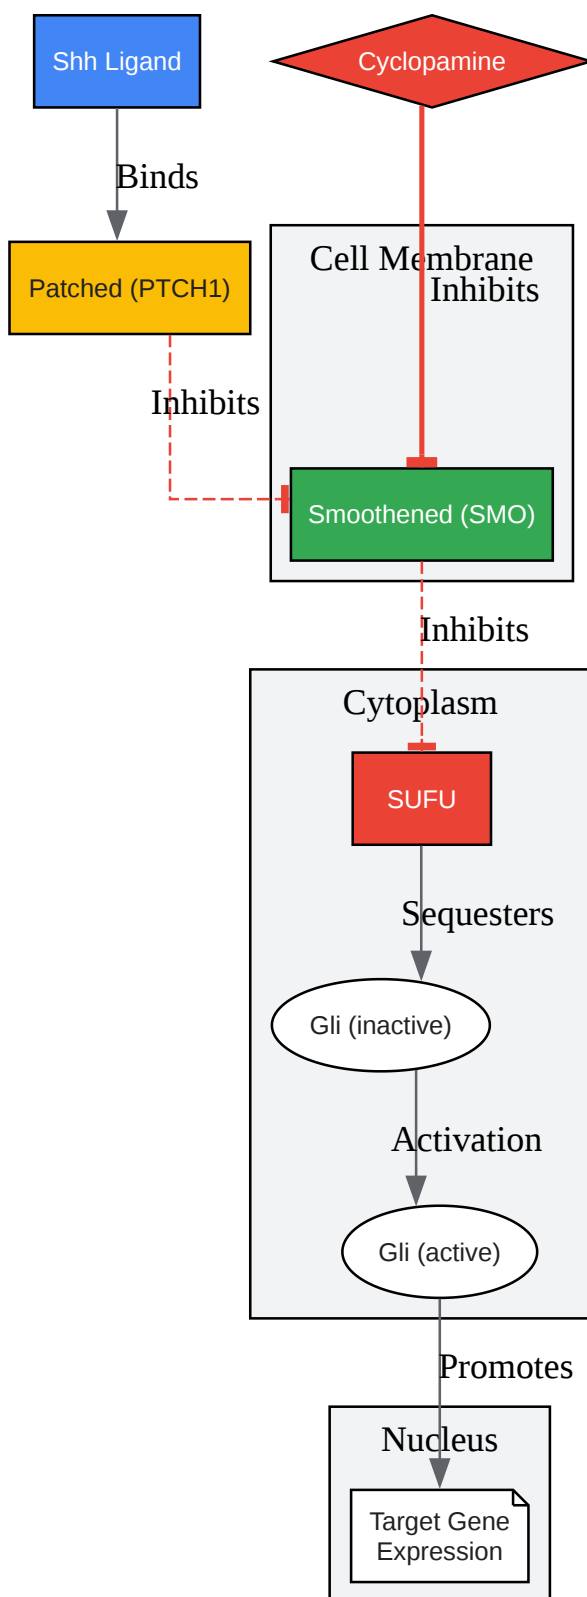 Shh Ligand
Cyclopamine
Binds
Cell Membrane
Patched (PTCH1)
Inhibits
Inhibits
Smoothened (SMO)
Inhibits
Cytoplasm
SUFU
Sequesters
Gli (inactive)
Activation
Gli (active)
Promotes
Nucleus
Target Gene
Expression